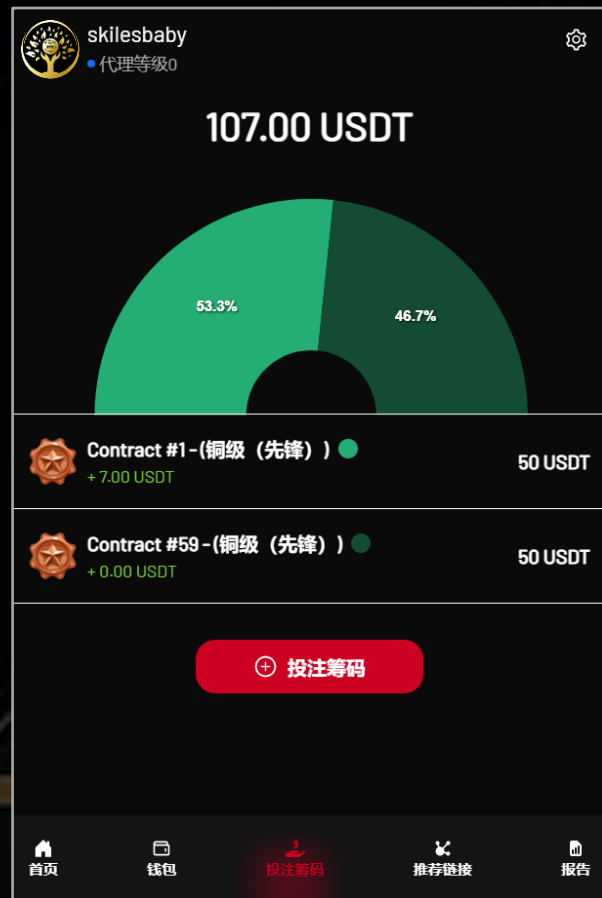 skilesbaby
代理等级0
107.00 USDT
53.3%
46.7%
Contract #1-(铜级（先锋）)
+ 7.00 USDT
50 USDT
Contract #59-(铜级（先锋）)
+ 0.00 USDT
50 USDT
投注筹码
首页
钱包
投注筹码
推荐链接
报告